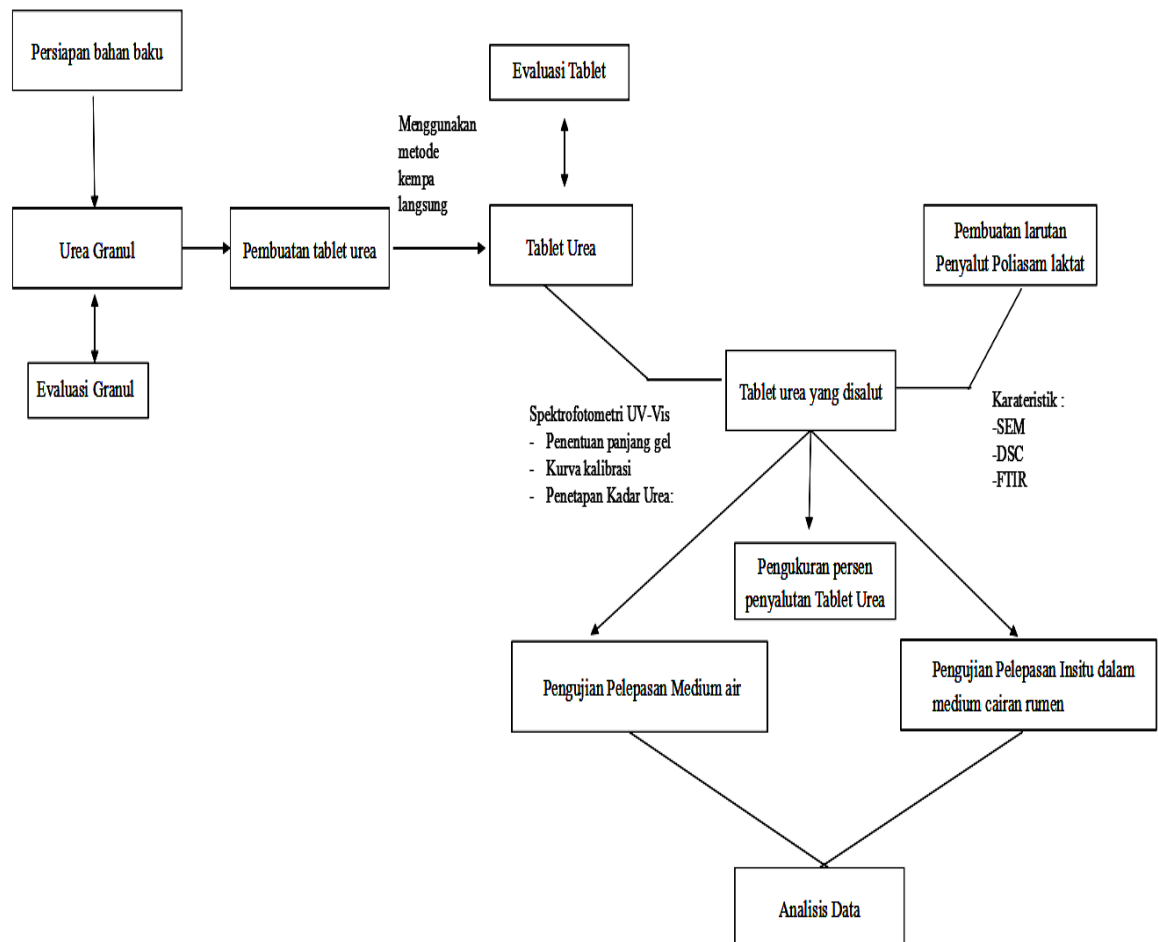 Persiapan bahan baku
Evaluasi Tablet
Menggunakan
metode
kempa
langsung
Urea Granul
Pembuatan tablet urea
Tablet Urea
Pembuatan larutan
Penyalut Poliasam laktat
Evaluasi Granul
Tablet urea yang disalut
Spektrofotometri UV-Vis
- Penentuan panjang gel
- Kurva kalibrasi
- Penetapan Kadar Urea:
Karateristik :
-SEM
-DSC
-FTIR
Pengukuran persen
penyalutan Tablet Urea
Pengujian Pelepasan Medium air
Pengujian Pelepasan Insitu dalam
medium cairan rumen
Analisis Data